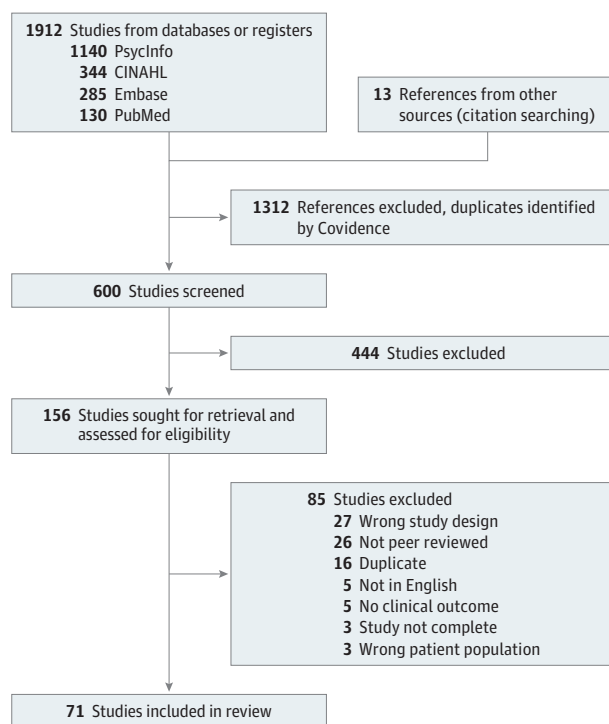 1912 Studies from databases or registers
1140 PsycInfo
344 CINAHL
285 Embase
130 PubMed
13 References from other
sources (citation searching)
1312 References excluded, duplicates identified
by Covidence
600 Studies screened
444 Studies excluded
156 Studies sought for retrieval and
assessed for eligibility
85 Studies excluded
27 Wrong study design
26 Not peer reviewed
16 Duplicate
5 Not in English
5 No clinical outcome
3 Study not complete
3 Wrong patient population
71 Studies included in review